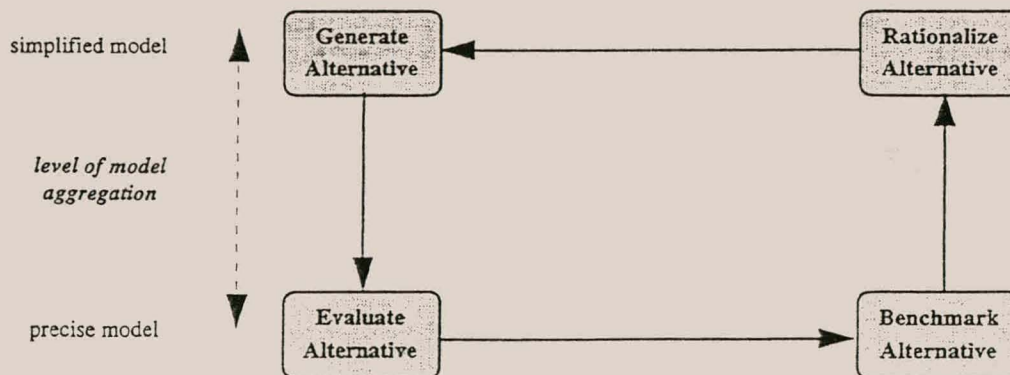 simplified model
Generate
Alternative
Rationalize
Alternative
level of model
aggregation
precise model
Evaluate
Alternative
Benchmark
Alternative